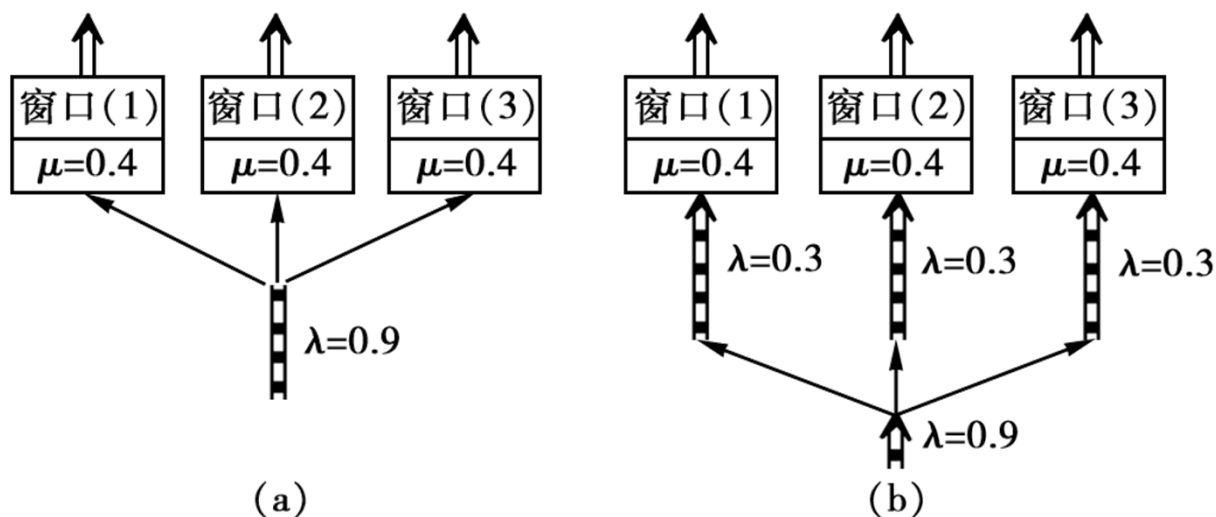 窗口(1) 窗口(2) 窗口(3)
μ=0.4 μ=0.4 μ=0.4
λ=0.9
(a)
窗口(1) 窗口(2) 窗口(3)
μ=0.4 μ=0.4 μ=0.4
λ=0.3 λ=0.3 λ=0.3
λ=0.9
(b)